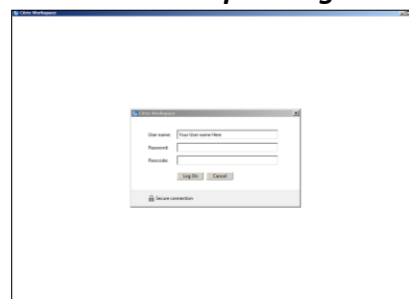 Citrix Workspace
Citrix Workspace
User name: Your User name Here
Password:
Passcode:
Log On Cancel
Secure connection